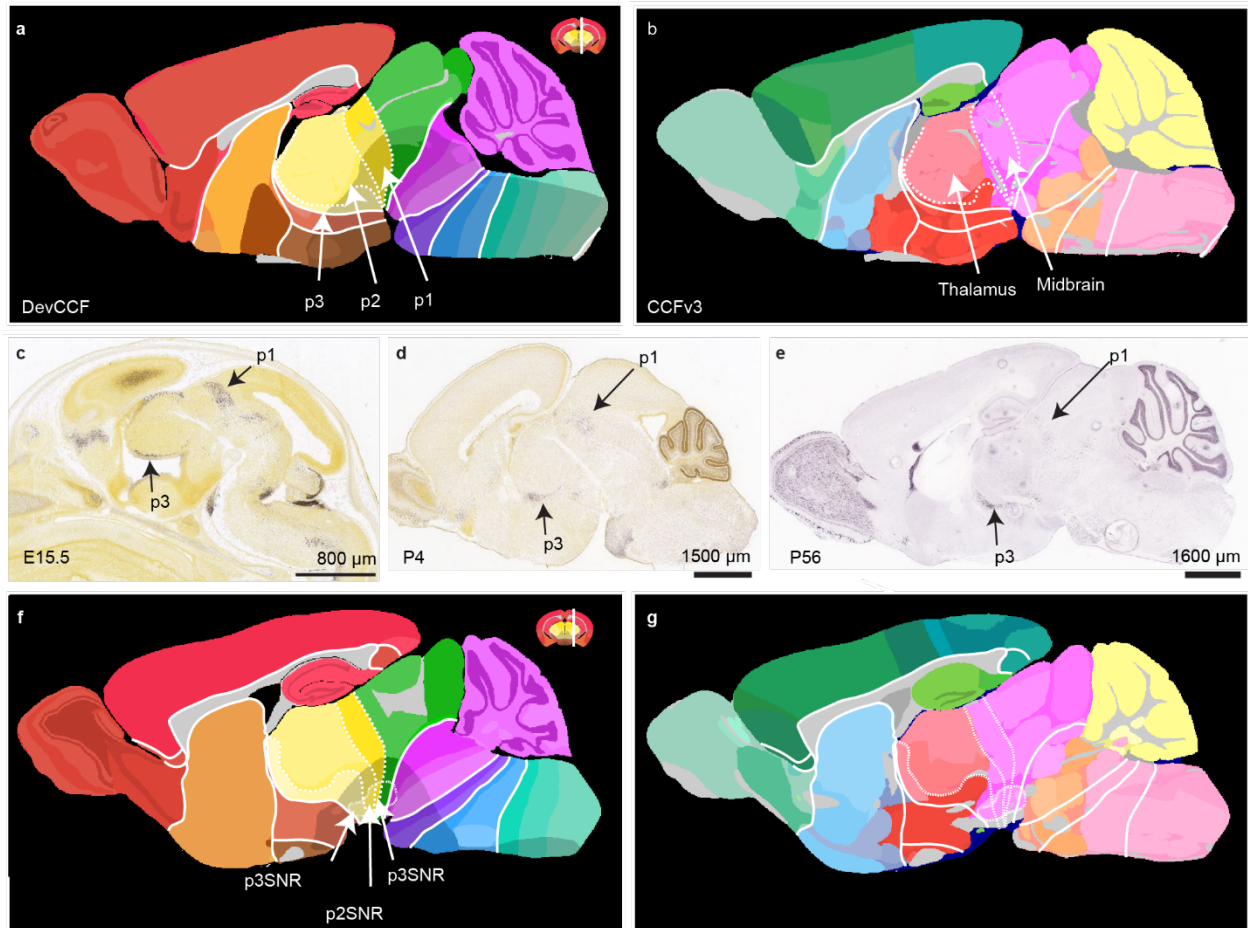 a
DevCCF
p3
p2
p1
b
CCFv3
Thalamus
Midbrain
c
p1
p3
E15.5
800 µm
d
p1
p3
P4
1500 µm
e
p1
p3
P56
1600 µm
f
p3SNR
p2SNR
p3SNR
g